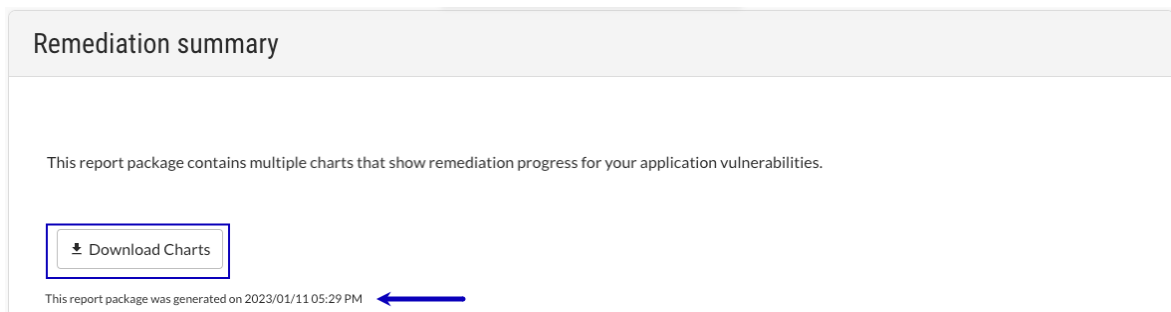 Remediation summary
This report package contains multiple charts that show remediation progress for your application vulnerabilities.
Download Charts
This report package was generated on 2023/01/11 05:29 PM